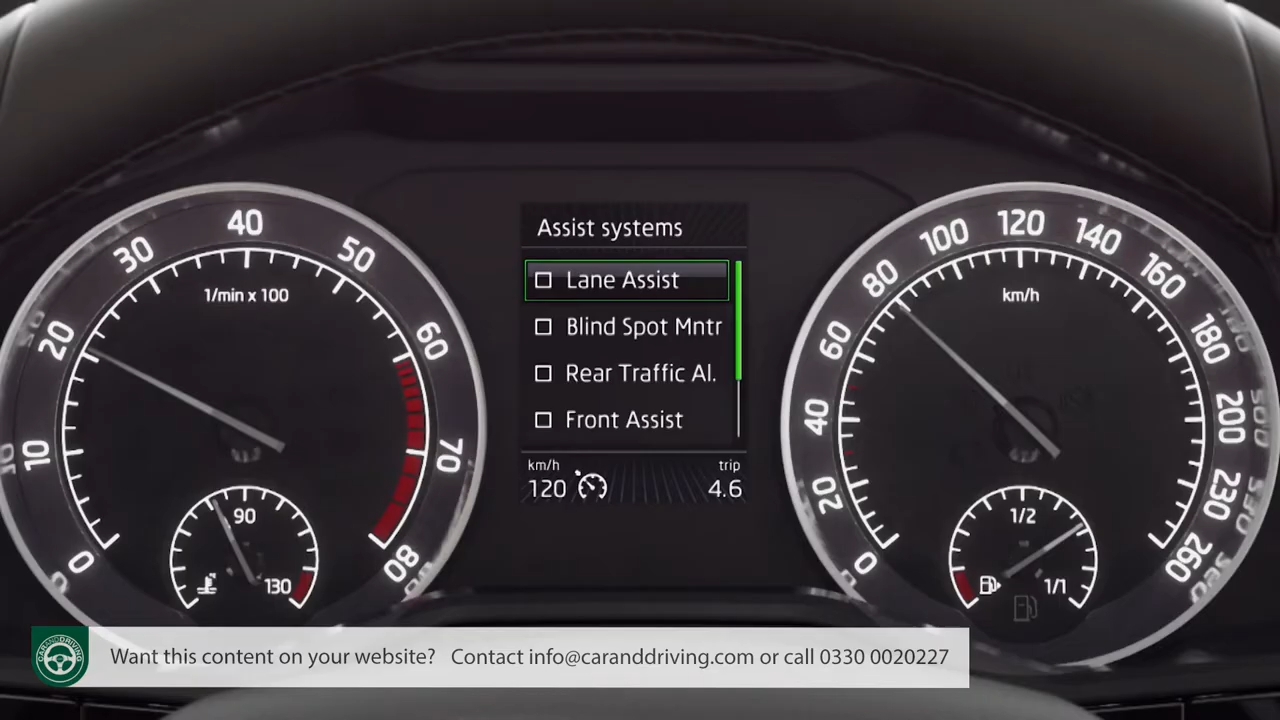 40
30
50
20
60
10
70
0
80
1/min x 100
90
130
Assist systems
Lane Assist
Blind Spot Mntr
Rear Traffic Al.
Front Assist
km/h
120
trip
4.6
120
100
140
80
160
60
180
40
200
20
230
0
260
km/h
1/2
1/1
CARANDDRIVING
Want this content on your website? Contact info@caranddriving.com or call 0330 0020227